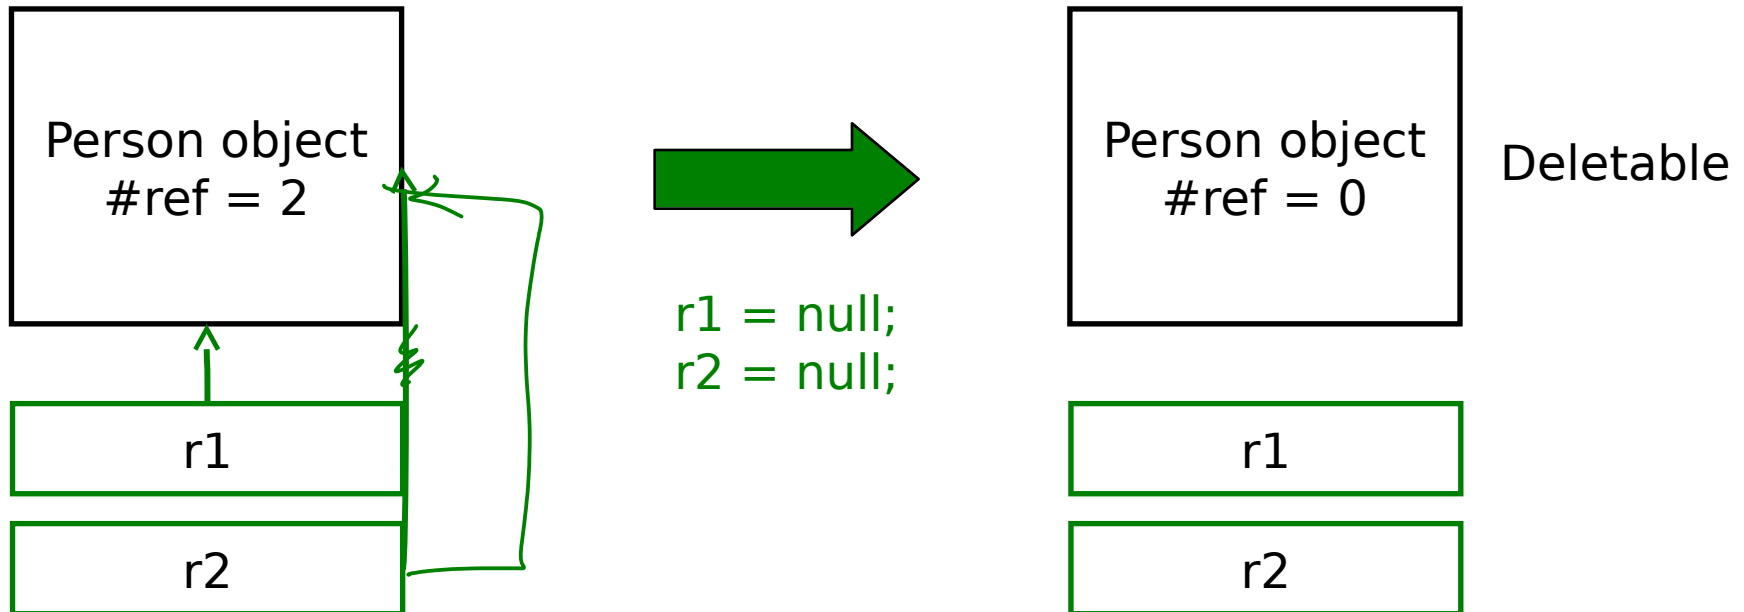 Person object
#ref = 2
r1
r2
r1 = null;
r2 = null;
Person object
#ref = 0
Deletable
r1
r2